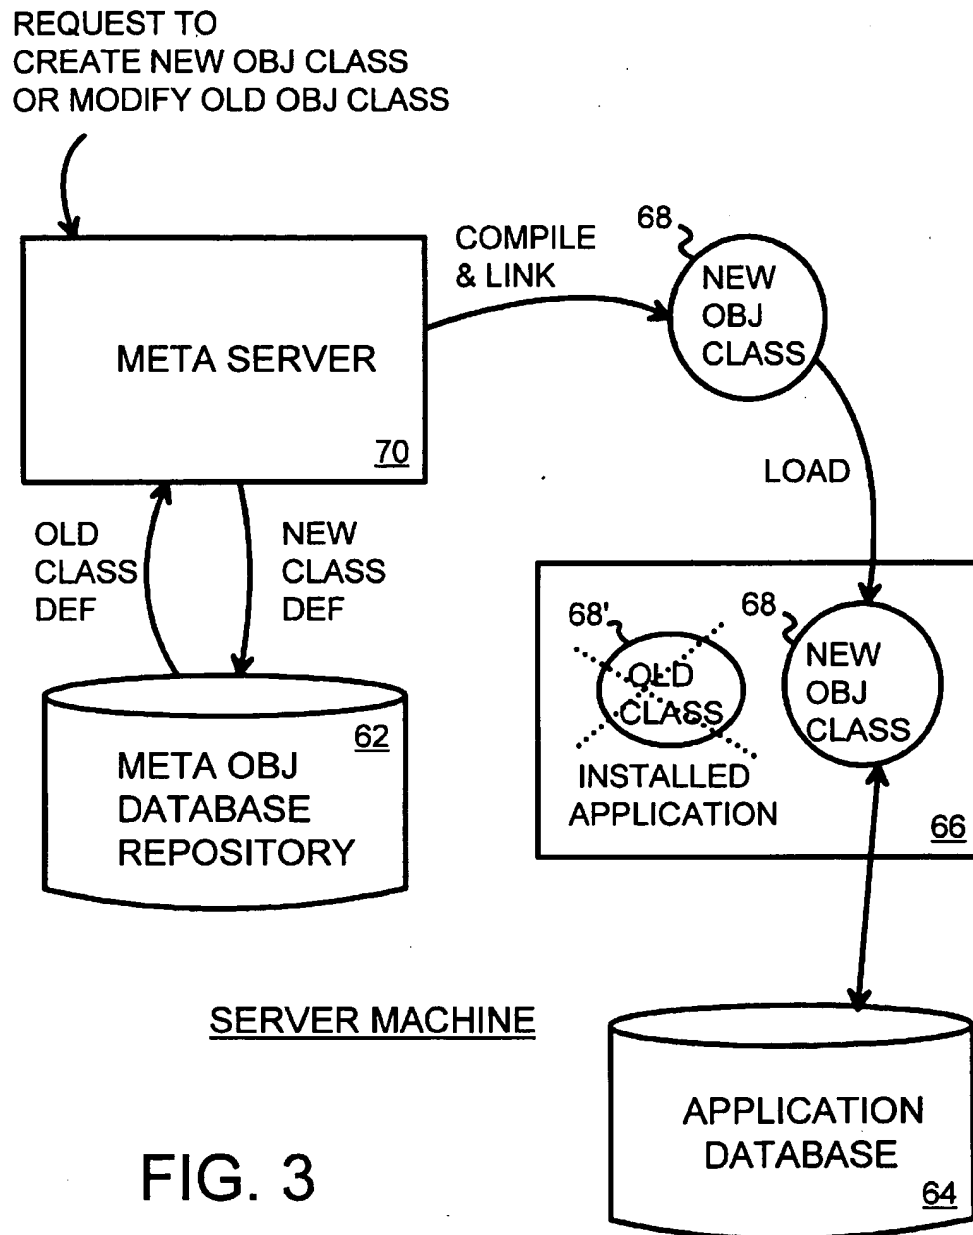 REQUEST TO
CREATE NEW OBJ CLASS
OR MODIFY OLD OBJ CLASS
META SERVER
70
COMPILE
& LINK
68
NEW
OBJ
CLASS
LOAD
OLD
CLASS
DEF
NEW
CLASS
DEF
62
META OBJ
DATABASE
REPOSITORY
68'
OLD
CLASS
68
NEW
OBJ
CLASS
INSTALLED
APPLICATION
66
SERVER MACHINE
APPLICATION
DATABASE
64
FIG. 3